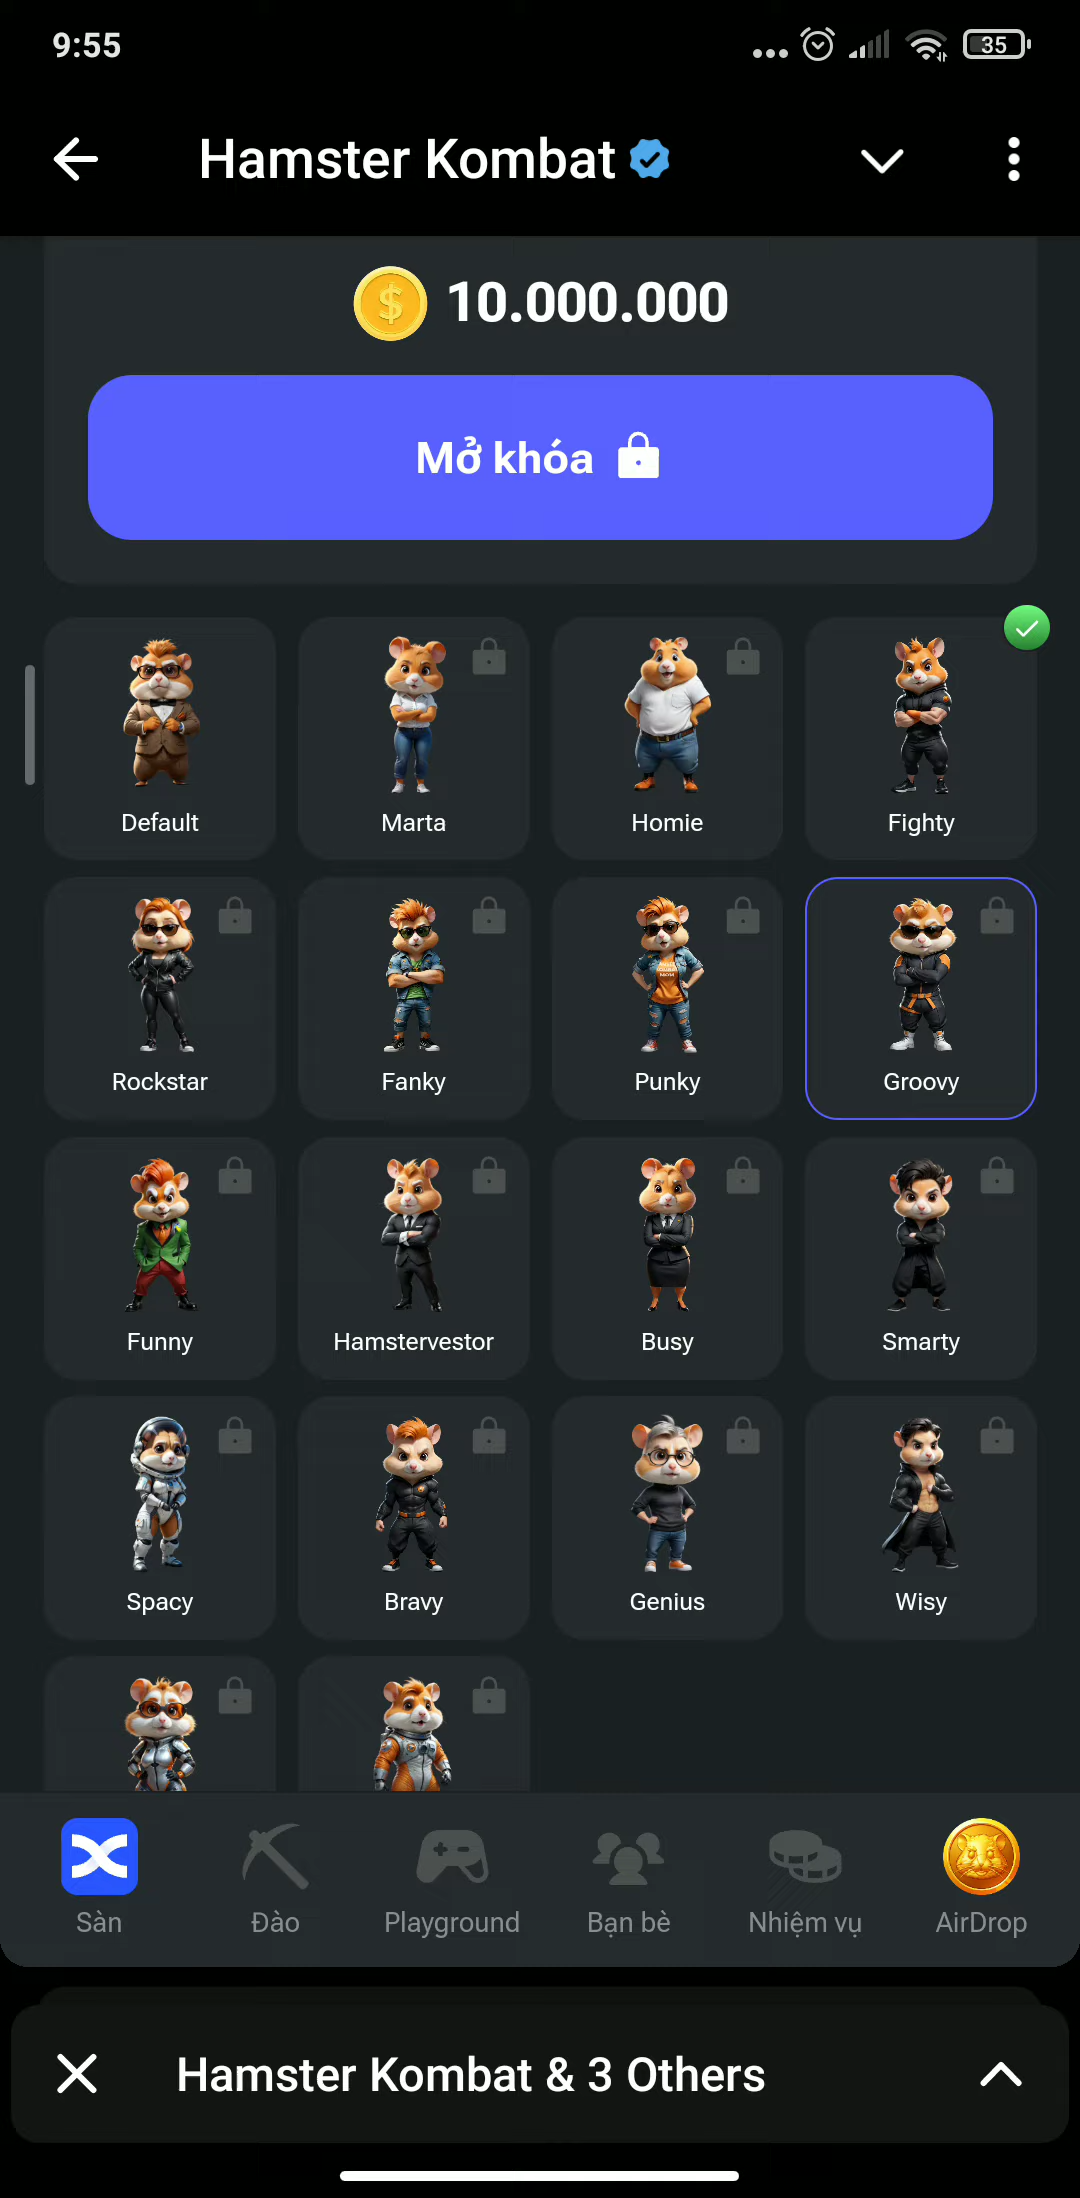 9:55
35
Hamster Kombat
$ 10.000.000
Mở khóa
Default Marta Homie Fighty
Rockstar Fanky Punky Groovy
Funny Hamstervestor Busy Smarty
Spacy Bravy Genius Wisy
Sàn Đào Playground Bạn bè Nhiệm vụ AirDrop
Hamster Kombat & 3 Others